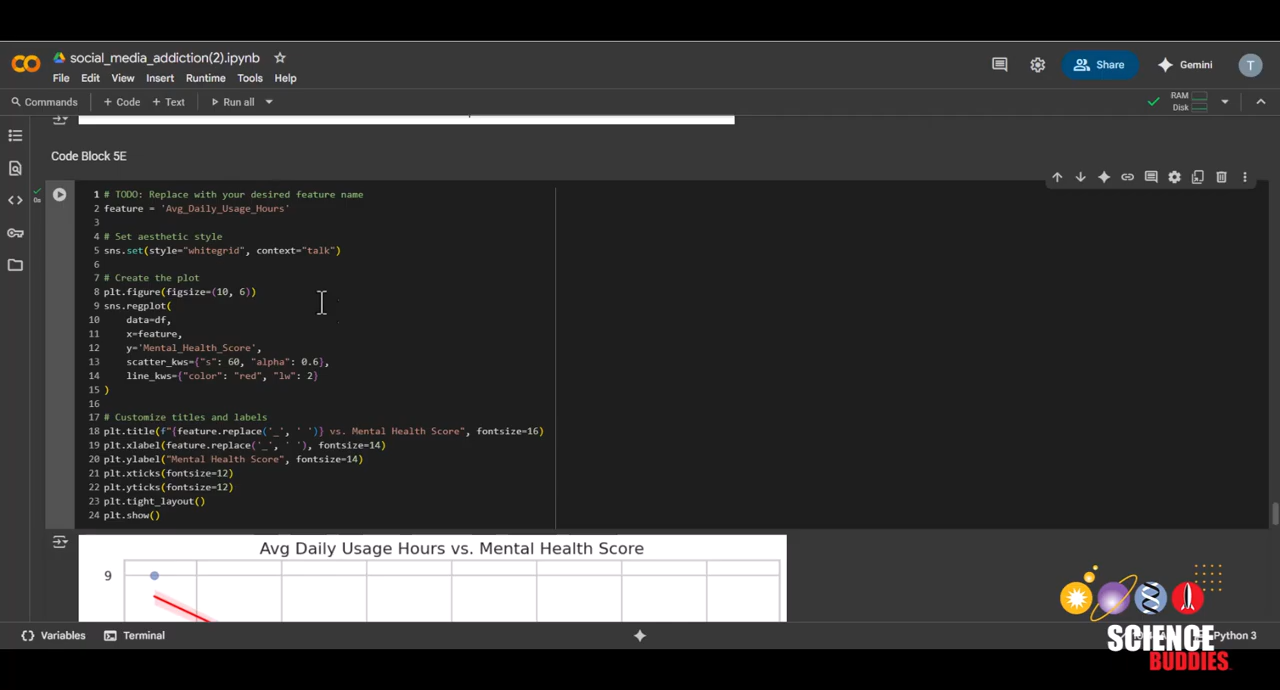 social_media_addiction(2).ipynb
File Edit View Insert Runtime Tools Help
Share
Gemini
T
Commands + Code + Text Run all
RAM
Disk
Code Block 5E
1 # TODO: Replace with your desired feature name
2 feature = 'Avg_Daily_Usage_Hours'
3
4 # Set aesthetic style
5 sns.set(style="whitegrid", context="talk")
6
7 # Create the plot
8 plt.figure(figsize=(10, 6))
9 sns.regplot(
10 data=df,
11 x=feature,
12 y='Mental_Health_Score',
13 scatter_kws={"s": 60, "alpha": 0.6},
14 line_kws={"color": "red", "lw": 2}
15 )
16
17 # Customize titles and labels
18 plt.title(f"{feature.replace('_', ' ')} vs. Mental Health Score", fontsize=16)
19 plt.xlabel(feature.replace('_', ' '), fontsize=14)
20 plt.ylabel("Mental Health Score", fontsize=14)
21 plt.xticks(fontsize=12)
22 plt.yticks(fontsize=12)
23 plt.tight_layout()
24 plt.show()
0s
Avg Daily Usage Hours vs. Mental Health Score
9
Variables Terminal
Python 3
SCIENCE
BUDDIES